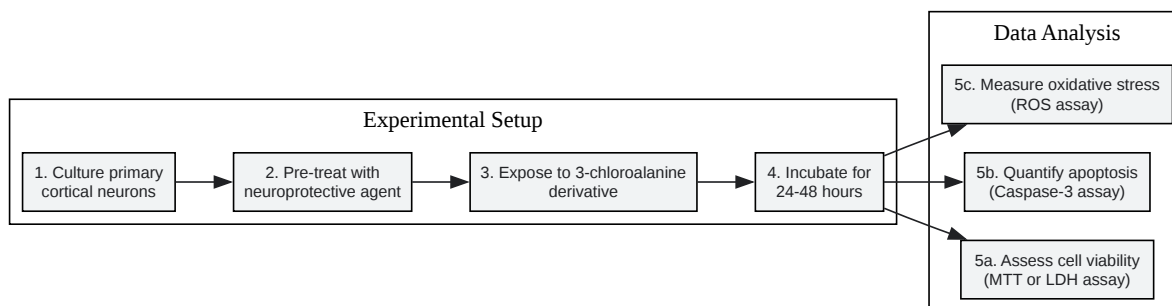 Experimental Setup
1. Culture primary
cortical neurons
2. Pre-treat with
neuroprotective agent
3. Expose to 3-chloroalanine
derivative
4. Incubate for
24-48 hours
Data Analysis
5c. Measure oxidative stress
(ROS assay)
5b. Quantify apoptosis
(Caspase-3 assay)
5a. Assess cell viability
(MTT or LDH assay)